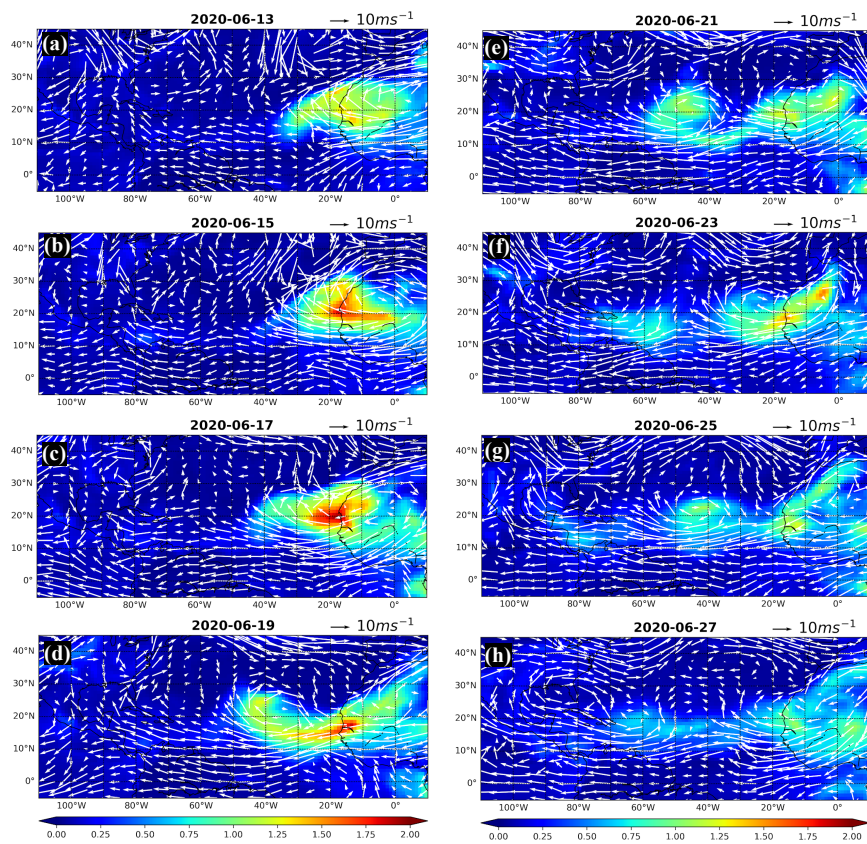 2020-06-13 10ms⁻¹
(a)
40°N
30°N
20°N
10°N
0°
100°W 80°W 60°W 40°W 20°W 0°
2020-06-15 10ms⁻¹
(b)
40°N
30°N
20°N
10°N
0°
100°W 80°W 60°W 40°W 20°W 0°
2020-06-17 10ms⁻¹
(c)
40°N
30°N
20°N
10°N
0°
100°W 80°W 60°W 40°W 20°W 0°
2020-06-19 10ms⁻¹
(d)
40°N
30°N
20°N
10°N
0°
100°W 80°W 60°W 40°W 20°W 0°
0.00 0.25 0.50 0.75 1.00 1.25 1.50 1.75 2.00
2020-06-21 10ms⁻¹
(e)
40°N
30°N
20°N
10°N
0°
100°W 80°W 60°W 40°W 20°W 0°
2020-06-23 10ms⁻¹
(f)
40°N
30°N
20°N
10°N
0°
100°W 80°W 60°W 40°W 20°W 0°
2020-06-25 10ms⁻¹
(g)
40°N
30°N
20°N
10°N
0°
100°W 80°W 60°W 40°W 20°W 0°
2020-06-27 10ms⁻¹
(h)
40°N
30°N
20°N
10°N
0°
100°W 80°W 60°W 40°W 20°W 0°
0.00 0.25 0.50 0.75 1.00 1.25 1.50 1.75 2.00